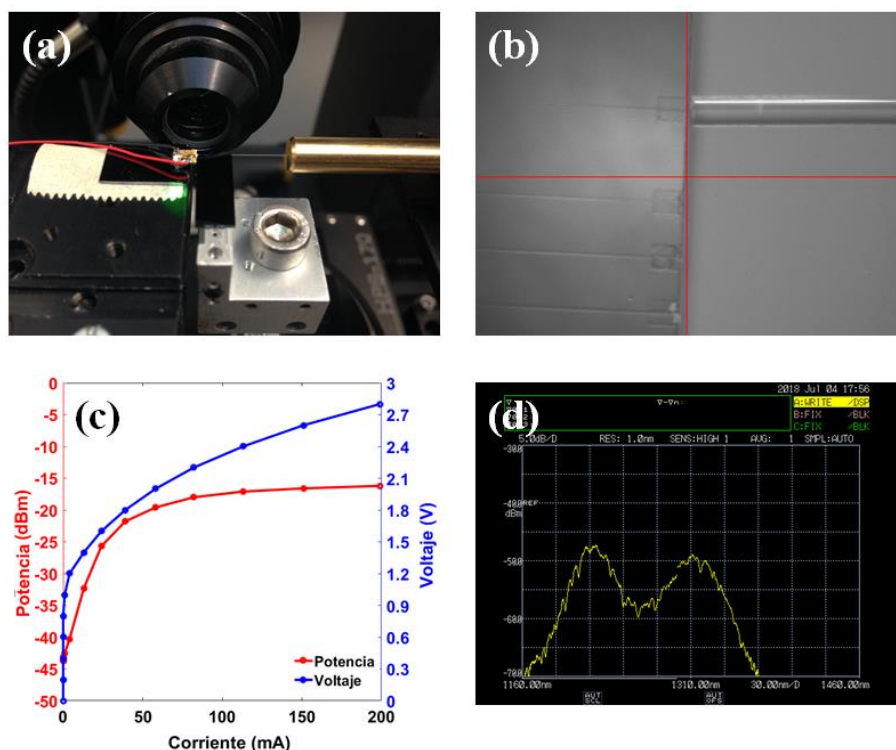 (a)
(b)
(c)
-0
-5
-10
-15
-20
-25
-30
-35
-40
-45
-50
Potencia (dBm)
3
2.7
2.4
2.1
1.8
1.5
1.2
0.9
0.6
0.3
0
Voltaje (V)
Potencia
Voltaje
0 50 100 150 200
Corriente (mA)
(d)
2018 Jul 04 17:56
A:WRITE /DSP
B:FIX /BLK
C:FIX /BLK
5.0dB/D RES: 1.0nm SENS:HIGH 1 AVG: 1 SMPL:AUTO
-30.0
-40.0 REF
dBm
-50.0
-60.0
-70.0
1160.00nm 1310.00nm 30.00nm/D 1460.00nm
AUT SCL
AUT OFS